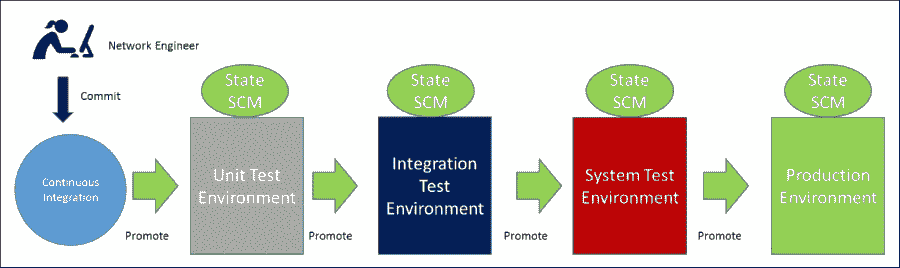 Network Engineer
Commit
Continuous
Integration
Promote
State
SCM
Unit Test
Environment
Promote
State
SCM
Integration
Test
Environment
Promote
State
SCM
System Test
Environment
Promote
State
SCM
Production
Environment